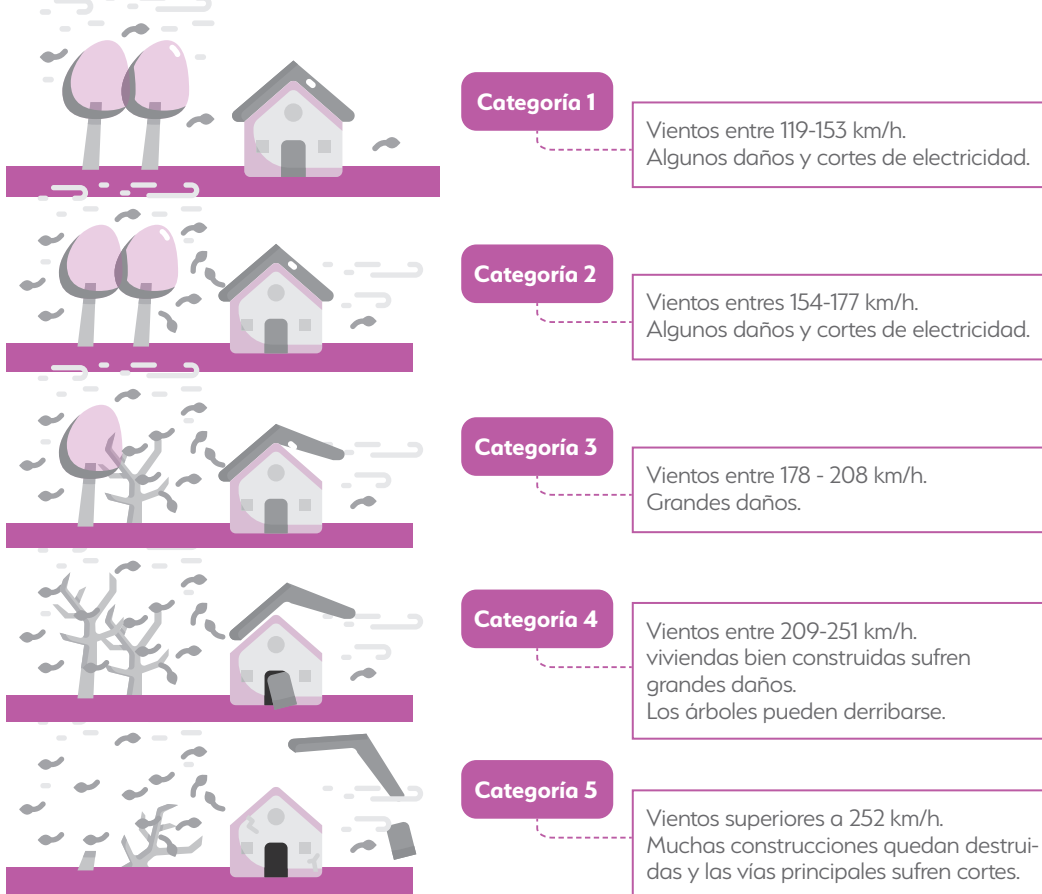 Categoría 1
Vientos entre 119-153 km/h.
Algunos daños y cortes de electricidad.
Categoría 2
Vientos entres 154-177 km/h.
Algunos daños y cortes de electricidad.
Categoría 3
Vientos entre 178 - 208 km/h.
Grandes daños.
Categoría 4
Vientos entre 209-251 km/h.
viviendas bien construidas sufren
grandes daños.
Los árboles pueden derribarse.
Categoría 5
Vientos superiores a 252 km/h.
Muchas construcciones quedan destrui-
das y las vías principales sufren cortes.